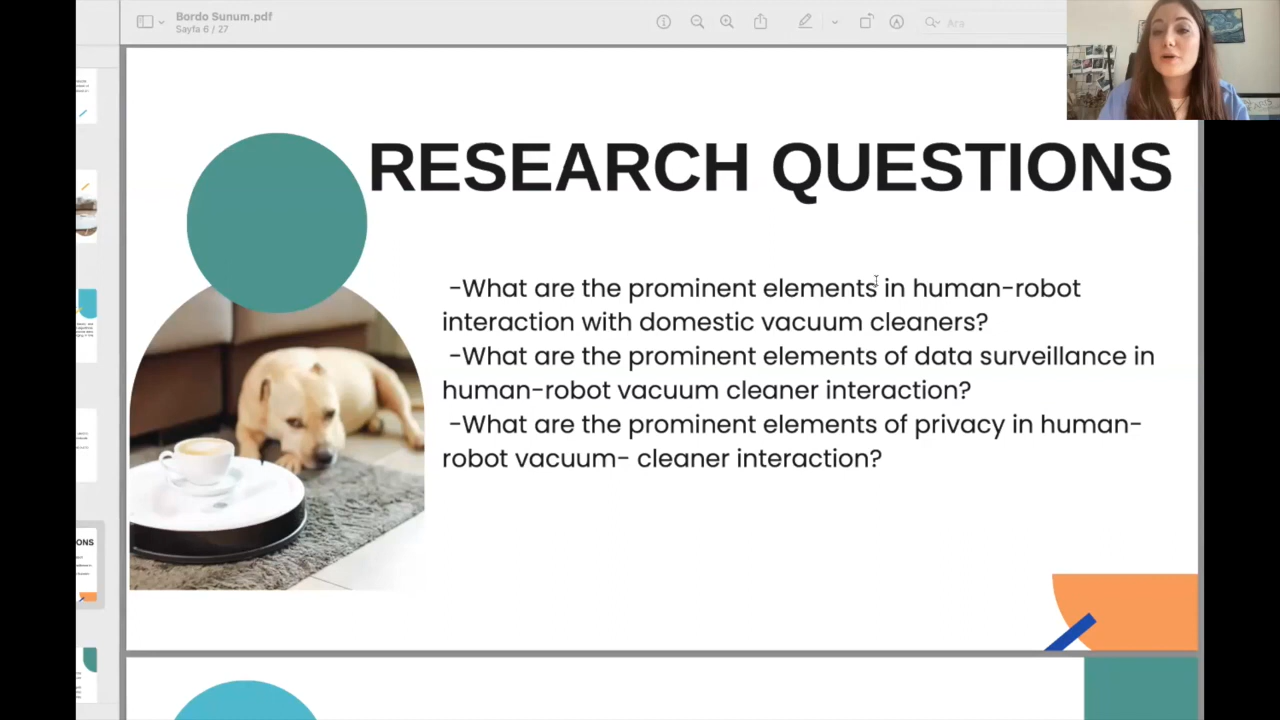 Bordo Sunum.pdf
Sayfa 6 / 27
Ara
RESEARCH QUESTIONS
-What are the prominent elements in human-robot
interaction with domestic vacuum cleaners?
-What are the prominent elements of data surveillance in
human-robot vacuum cleaner interaction?
-What are the prominent elements of privacy in human-
robot vacuum- cleaner interaction?
ONS